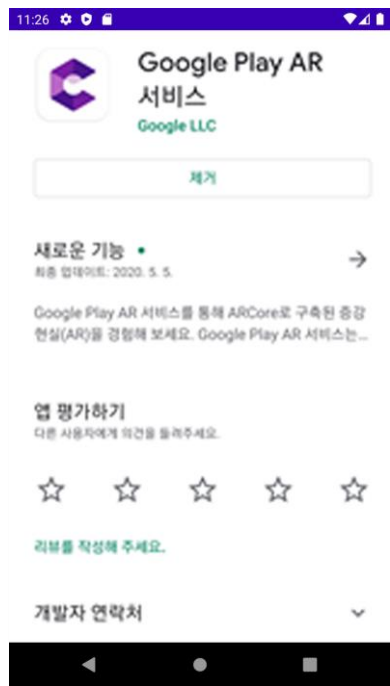 11:26
Google Play AR
서비스
Google LLC
제거
새로운 기능 •
최종 업데이트: 2020. 5. 5.
Google Play AR 서비스를 통해 ARCore로 구축된 증강
현실(AR)을 경험해 보세요. Google Play AR 서비스는...
앱 평가하기
다른 사용자에게 의견을 들려주세요.
리뷰를 작성해 주세요.
개발자 연락처